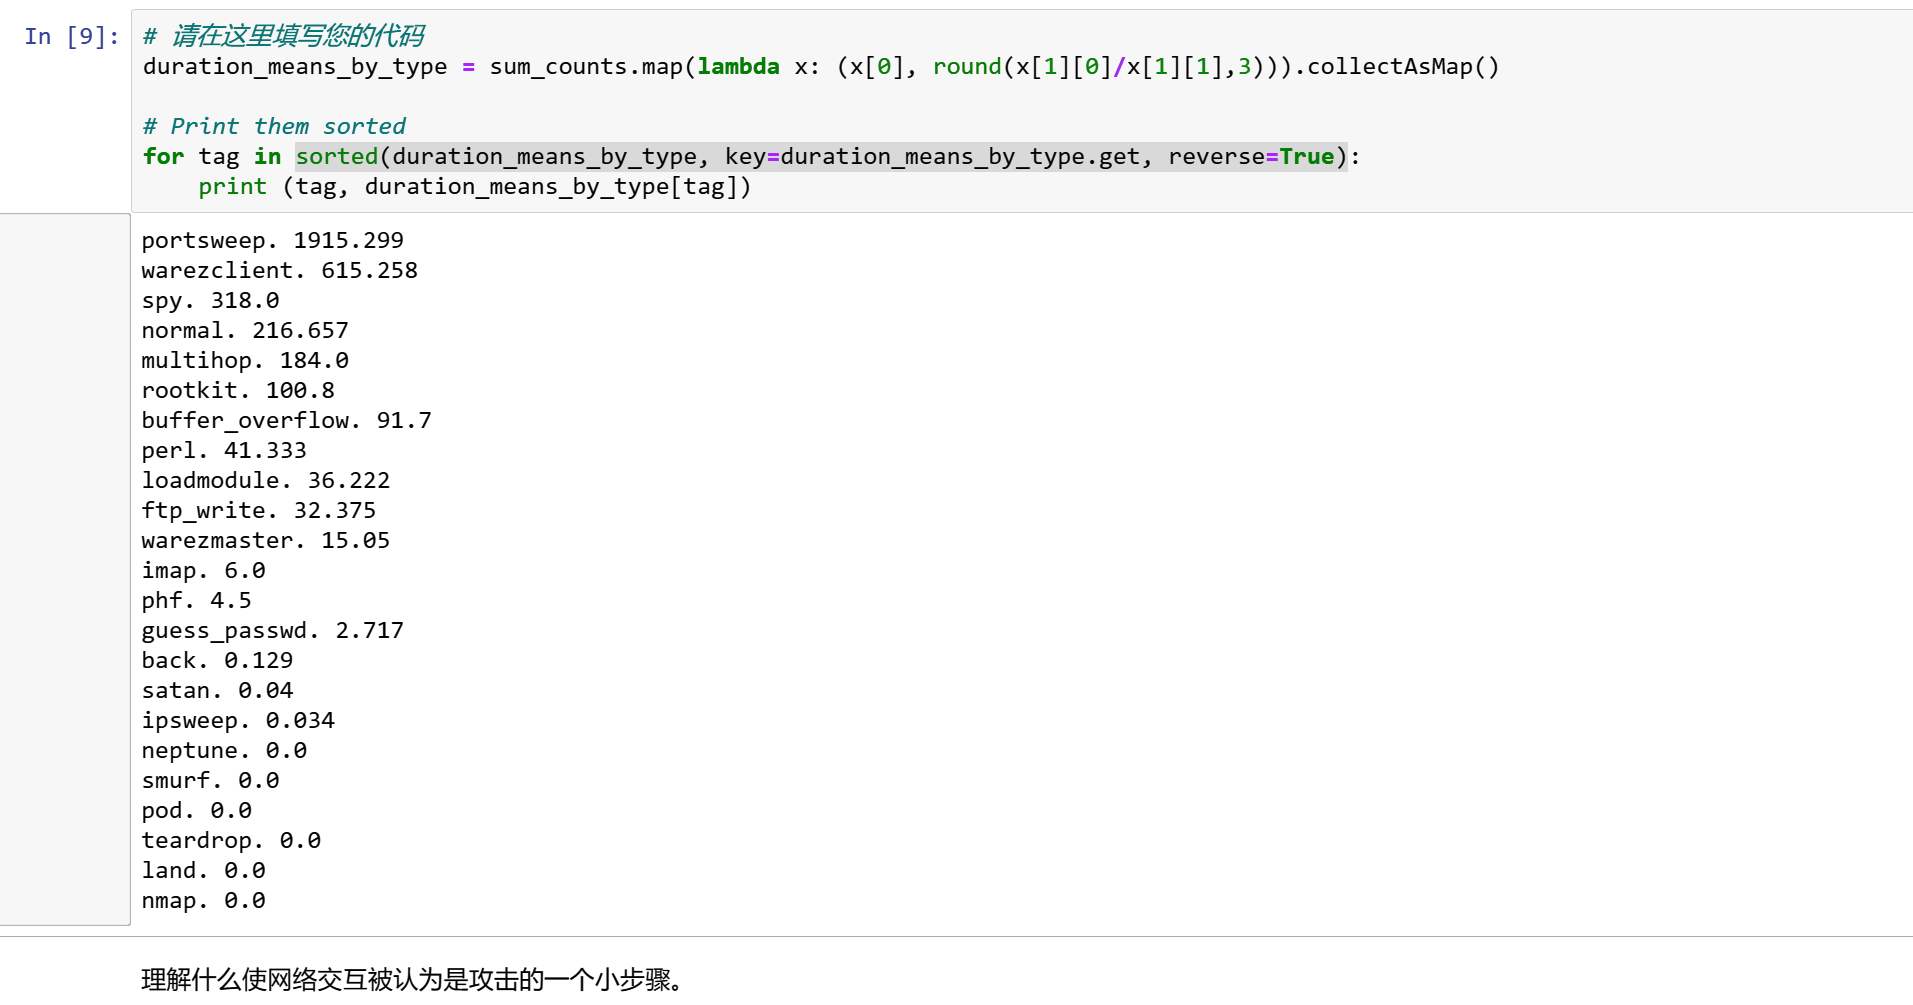 In [9]:
# 请在这里填写您的代码
duration_means_by_type = sum_counts.map(lambda x: (x[0], round(x[1][0]/x[1][1],3))).collectAsMap()
# Print them sorted
for tag in sorted(duration_means_by_type, key=duration_means_by_type.get, reverse=True):
    print (tag, duration_means_by_type[tag])
portsweep. 1915.299
warezclient. 615.258
spy. 318.0
normal. 216.657
multihop. 184.0
rootkit. 100.8
buffer_overflow. 91.7
perl. 41.333
loadmodule. 36.222
ftp_write. 32.375
warezmaster. 15.05
imap. 6.0
phf. 4.5
guess_passwd. 2.717
back. 0.129
satan. 0.04
ipsweep. 0.034
neptune. 0.0
smurf. 0.0
pod. 0.0
teardrop. 0.0
land. 0.0
nmap. 0.0
理解什么使网络交互被认为是攻击的一个小步骤。